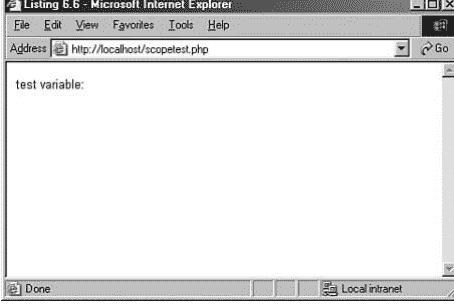 Listing 6.6 - Microsoft Internet Explorer
File Edit View Favorites Tools Help
Address http://localhost/scopetest.php Go
test variable:
Done Local intranet